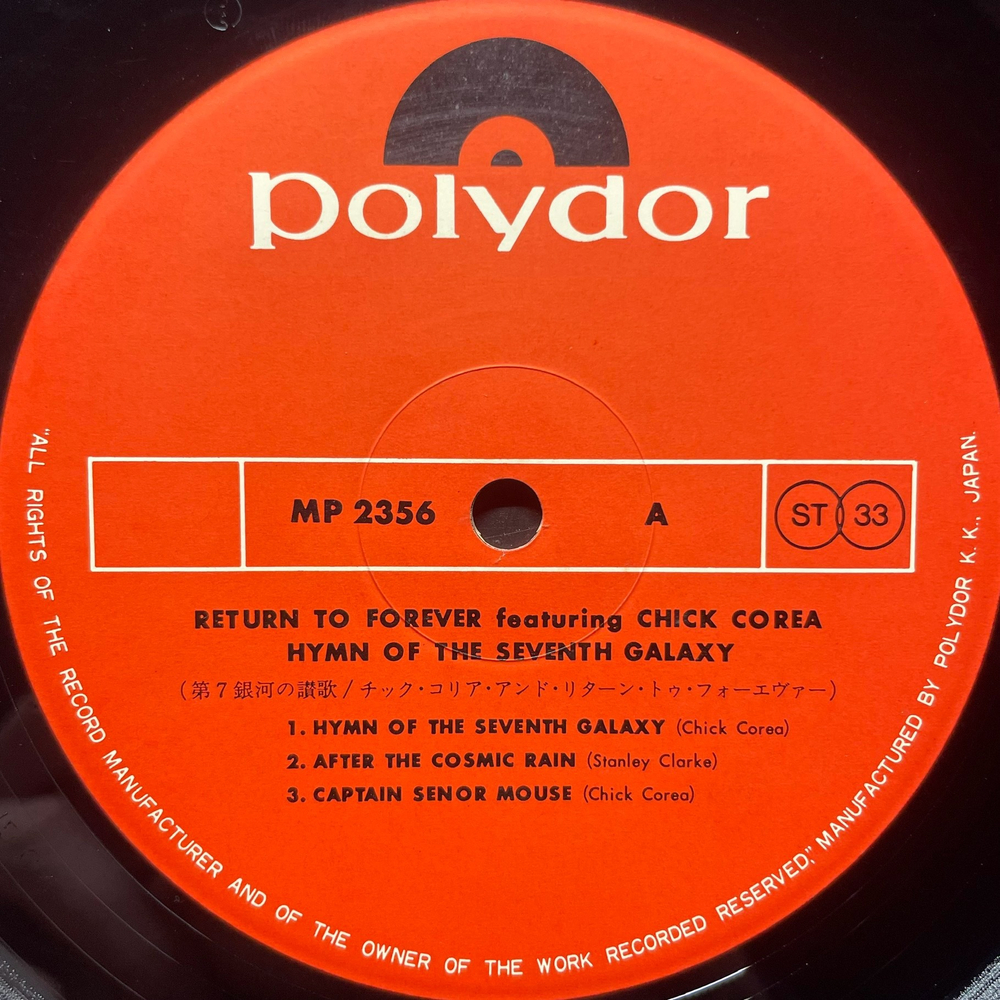 polydor
MP 2356
A
ST 33
RETURN TO FOREVER featuring CHICK COREA
HYMN OF THE SEVENTH GALAXY
(第7銀河の讃歌/チック・コリア・アンド・リターン・トゥ・フォーエヴァー)
1. HYMN OF THE SEVENTH GALAXY (Chick Corea)
2. AFTER THE COSMIC RAIN (Stanley Clarke)
3. CAPTAIN SENOR MOUSE (Chick Corea)
"ALL RIGHTS OF THE RECORD MANUFACTURER AND OF THE OWNER OF THE WORK RECORDED RESERVED," MANUFACTURED BY POLYDOR K. K., JAPAN.